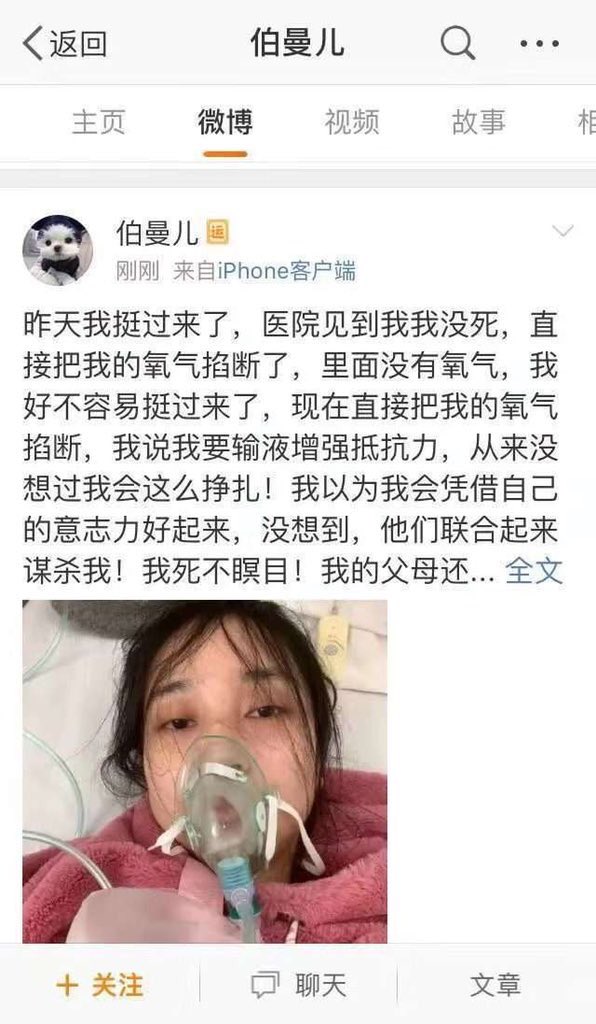 返回
伯曼儿
主页 微博 视频 故事 相
伯曼儿 运
刚刚 来自iPhone客户端
昨天我挺过来了，医院见到我我没死，直
接把我的氧气掐断了，里面没有氧气，我
好不容易挺过来了，现在直接把我的氧气
掐断，我说我要输液增强抵抗力，从来没
想过我会这么挣扎！我以为我会凭借自己
的意志力好起来，没想到，他们联合起来
谋杀我！我死不瞑目！我的父母还... 全文
+ 关注 聊天 文章